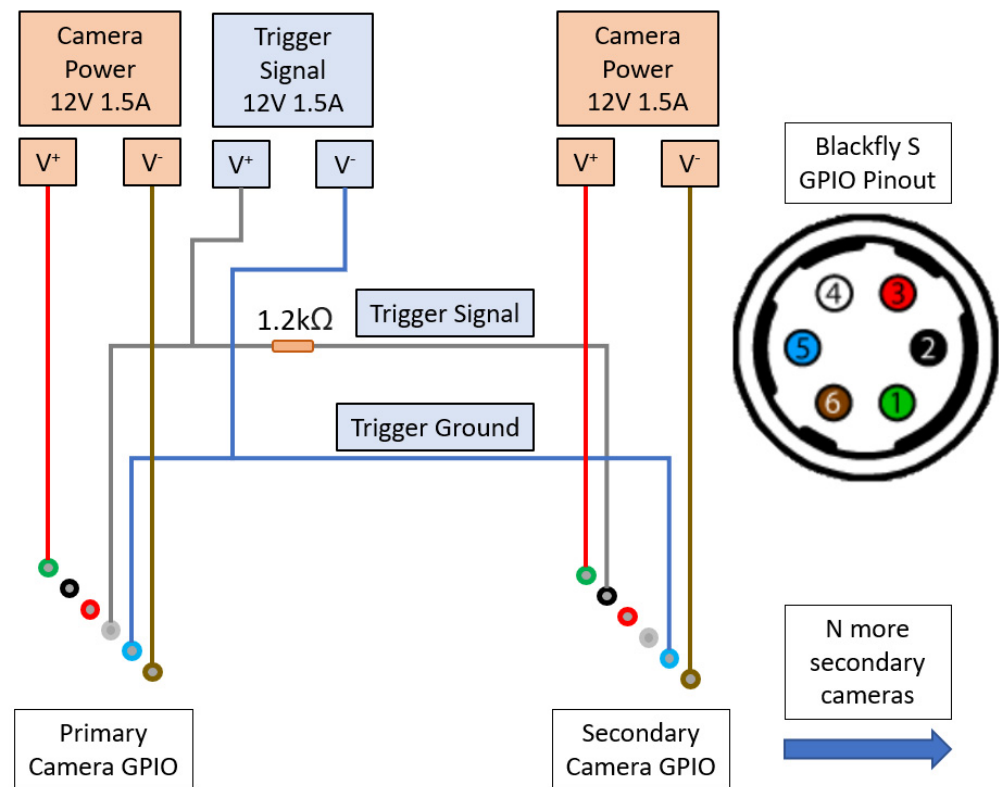 Camera
Power
12V 1.5A
Trigger
Signal
12V 1.5A
Camera
Power
12V 1.5A
V⁺
V⁻
V⁺
V⁻
V⁺
V⁻
Blackfly S
GPIO Pinout
4
3
5
2
6
1
1.2kΩ
Trigger Signal
Trigger Ground
Primary
Camera GPIO
Secondary
Camera GPIO
N more
secondary
cameras